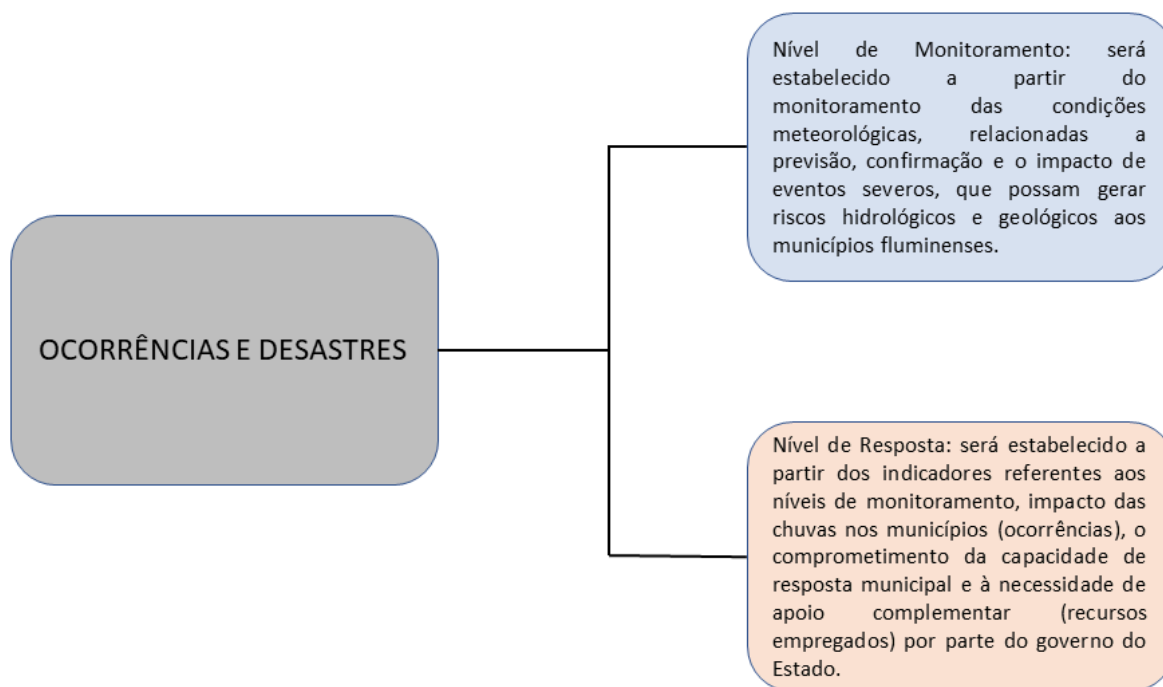 Nível de Monitoramento: será
estabelecido a partir do
monitoramento das condições
meteorológicas, relacionadas a
previsão, confirmação e o impacto de
eventos severos, que possam gerar
riscos hidrológicos e geológicos aos
municípios fluminenses.
OCORRÊNCIAS E DESASTRES
Nível de Resposta: será estabelecido a
partir dos indicadores referentes aos
níveis de monitoramento, impacto das
chuvas nos municípios (ocorrências), o
comprometimento da capacidade de
resposta municipal e à necessidade de
apoio complementar (recursos
empregados) por parte do governo do
Estado.